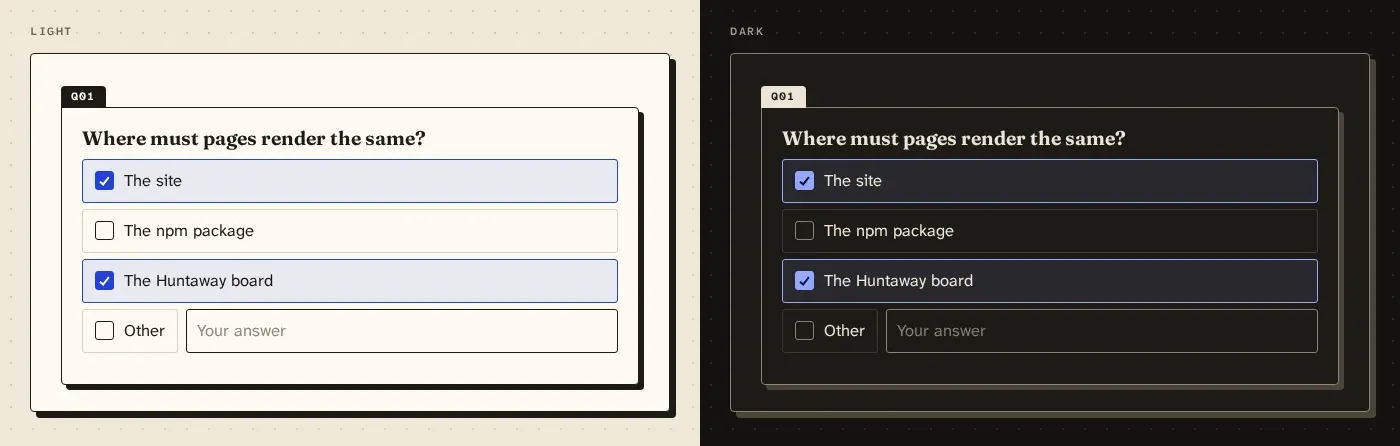 LIGHT
Q01
Where must pages render the same?
The site
The npm package
The Huntaway board
Other
Your answer
DARK
Q01
Where must pages render the same?
The site
The npm package
The Huntaway board
Other
Your answer